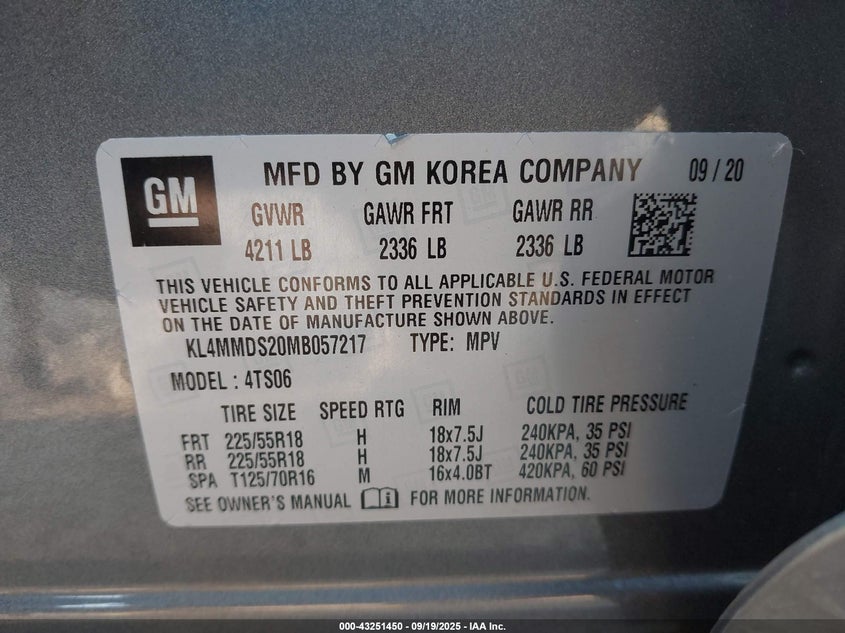 GM
MFD BY GM KOREA COMPANY 09 / 20
GVWR GAWR FRT GAWR RR
4211 LB 2336 LB 2336 LB
THIS VEHICLE CONFORMS TO ALL APPLICABLE U.S. FEDERAL MOTOR
VEHICLE SAFETY AND THEFT PREVENTION STANDARDS IN EFFECT
ON THE DATE OF MANUFACTURE SHOWN ABOVE.
KL4MMDS20MB057217 TYPE: MPV
MODEL : 4TS06
TIRE SIZE SPEED RTG RIM COLD TIRE PRESSURE
FRT 225/55R18 H 18x7.5J 240KPA, 35 PSI
RR 225/55R18 H 18x7.5J 240KPA, 35 PSI
SPA T125/70R16 M 16x4.0BT 420KPA, 60 PSI
SEE OWNER'S MANUAL i FOR MORE INFORMATION.
000-43251450 - 09/19/2025 - IAA Inc.